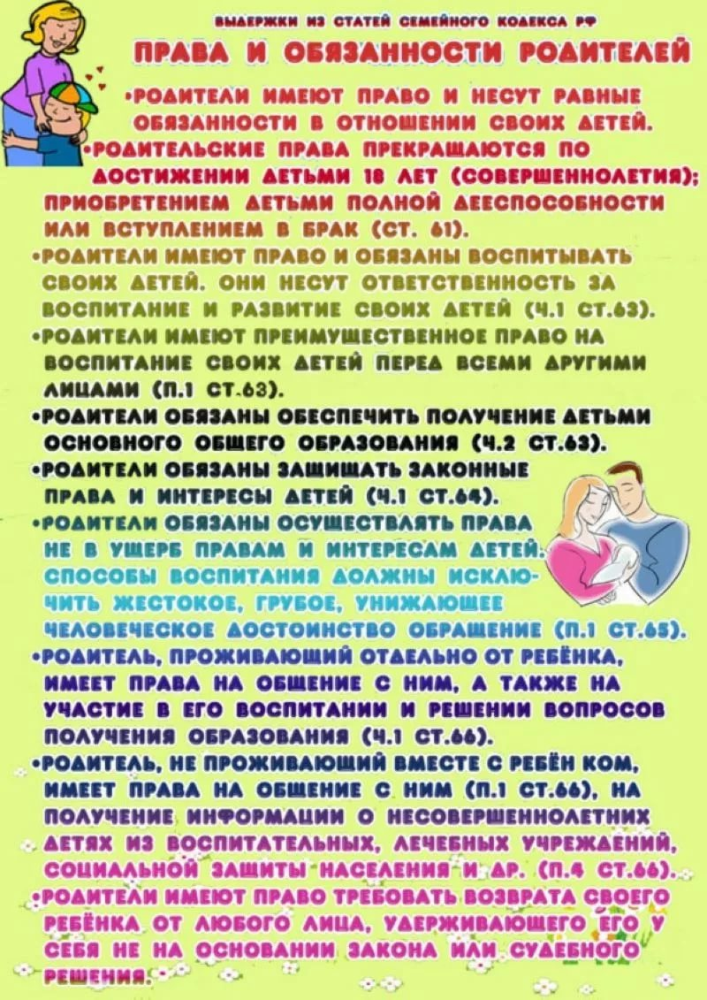 ВЫДЕРЖКИ ИЗ СТАТЕЙ СЕМЕЙНОГО КОДЕКСА РФ
ПРАВА И ОБЯЗАННОСТИ РОДИТЕЛЕЙ
•РОДИТЕЛИ ИМЕЮТ ПРАВО И НЕСУТ РАВНЫЕ
ОБЯЗАННОСТИ В ОТНОШЕНИИ СВОИХ ДЕТЕЙ.
•РОДИТЕЛЬСКИЕ ПРАВА ПРЕКРАЩАЮТСЯ ПО
ДОСТИЖЕНИИ ДЕТЬМИ 18 ЛЕТ (СОВЕРШЕННОЛЕТИЯ);
ПРИОБРЕТЕНИЕМ ДЕТЬМИ ПОЛНОЙ ДЕЕСПОСОБНОСТИ
ИЛИ ВСТУПЛЕНИЕМ В БРАК (СТ. 61).
•РОДИТЕЛИ ИМЕЮТ ПРАВО И ОБЯЗАНЫ ВОСПИТЫВАТЬ
СВОИХ ДЕТЕЙ. ОНИ НЕСУТ ОТВЕТСТВЕННОСТЬ ЗА
ВОСПИТАНИЕ И РАЗВИТИЕ СВОИХ ДЕТЕЙ (Ч.1 СТ.63).
•РОДИТЕЛИ ИМЕЮТ ПРЕИМУЩЕСТВЕННОЕ ПРАВО НА
ВОСПИТАНИЕ СВОИХ ДЕТЕЙ ПЕРЕД ВСЕМИ ДРУГИМИ
ЛИЦАМИ (П.1 СТ.63).
•РОДИТЕЛИ ОБЯЗАНЫ ОБЕСПЕЧИТЬ ПОЛУЧЕНИЕ ДЕТЬМИ
ОСНОВНОГО ОБЩЕГО ОБРАЗОВАНИЯ (Ч.2 СТ.63).
•РОДИТЕЛИ ОБЯЗАНЫ ЗАЩИЩАТЬ ЗАКОННЫЕ
ПРАВА И ИНТЕРЕСЫ ДЕТЕЙ (Ч.1 СТ.64).
•РОДИТЕЛИ ОБЯЗАНЫ ОСУЩЕСТВЛЯТЬ ПРАВА
НЕ В УЩЕРБ ПРАВАМ И ИНТЕРЕСАМ ДЕТЕЙ.
СПОСОБЫ ВОСПИТАНИЯ ДОЛЖНЫ ИСКЛЮ-
ЧИТЬ ЖЕСТОКОЕ, ГРУБОЕ, УНИЖАЮЩЕЕ
ЧЕЛОВЕЧЕСКОЕ ДОСТОИНСТВО ОБРАЩЕНИЕ (П.1 СТ.65).
•РОДИТЕЛЬ, ПРОЖИВАЮЩИЙ ОТДЕЛЬНО ОТ РЕБЁНКА,
ИМЕЕТ ПРАВА НА ОБЩЕНИЕ С НИМ, А ТАКЖЕ НА
УЧАСТИЕ В ЕГО ВОСПИТАНИИ И РЕШЕНИИ ВОПРОСОВ
ПОЛУЧЕНИЯ ОБРАЗОВАНИЯ (Ч.1 СТ.66).
•РОДИТЕЛЬ, НЕ ПРОЖИВАЮЩИЙ ВМЕСТЕ С РЕБЁН КОМ,
ИМЕЕТ ПРАВА НА ОБЩЕНИЕ С НИМ (П.1 СТ.66), НА
ПОЛУЧЕНИЕ ИНФОРМАЦИИ О НЕСОВЕРШЕННОЛЕТНИХ
ДЕТЯХ ИЗ ВОСПИТАТЕЛЬНЫХ, ЛЕЧЕБНЫХ УЧРЕЖДЕНИЙ,
СОЦИАЛЬНОЙ ЗАЩИТЫ НАСЕЛЕНИЯ И ДР. (П.4 СТ.66).
•РОДИТЕЛИ ИМЕЮТ ПРАВО ТРЕБОВАТЬ ВОЗВРАТА СВОЕГО
РЕБЁНКА ОТ ЛЮБОГО ЛИЦА, УДЕРЖИВАЮЩЕГО ЕГО У
СЕБЯ НЕ НА ОСНОВАНИИ ЗАКОНА ИЛИ СУДЕБНОГО
РЕШЕНИЯ.